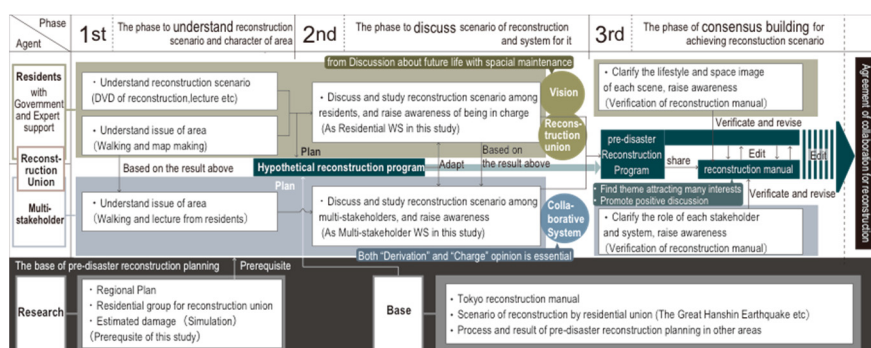 Phase
Agent
1st The phase to understand reconstruction
scenario and character of area
2nd The phase to discuss scenario of reconstruction
and system for it
3rd The phase of consensus building for
achieving reconstuction scenario
Residents
with
Government
and Expert
support
Reconst-
ruction
Union
Multi-
stakeholder
・ Understand reconstruction scenario
(DVD of reconstruction,lecture etc)
・ Understand issue of area
(Walking and map making)
Based on the result above
・ Understand issue of area
(Walking and lecture from residents)
from Discussion about future life with spacial maintenance
・ Discuss and study reconstruction scenario among
residents, and raise awareness of being in charge
(As Residential WS in this study)
Vision
Recons-
truction
union
Plan
Hypothetical reconstruction program
Plan
Adapt
Based on
the result above
・ Discuss and study reconstruction scenario among
multi-stakeholders, and raise awareness
(As Multi-stakeholder WS in this study)
Colla-
borative
System
Both "Derivation" and "Charge" opinion is essential
・ Clarify the lifestyle and space image
of each scene, raise awareness
(Verification of reconstruction manual)
Verificate and revise
pre-disaster
Reconstruction
Program
share
Edit
reconstruction manual
Edit
・ Find theme attracting many interests
・ Promote positive discussion
Verificate and revise
・ Clarify the role of each stakeholder
and system, raise awareness
(Verification of reconstruction manual)
Agreement of collaboration for reconstruction
The base of pre-disaster reconstruction planning
Prerequisite
Research
・ Regional Plan
・ Residential group for reconstruction union
・ Estimated damage (Simulation)
(Prerequsite of this study)
Base
・ Tokyo reconstruction manual
・ Scenario of reconstruction by residential union (The Great Hanshin Earthquake etc)
・ Process and result of pre-disaster reconstruction planning in other areas